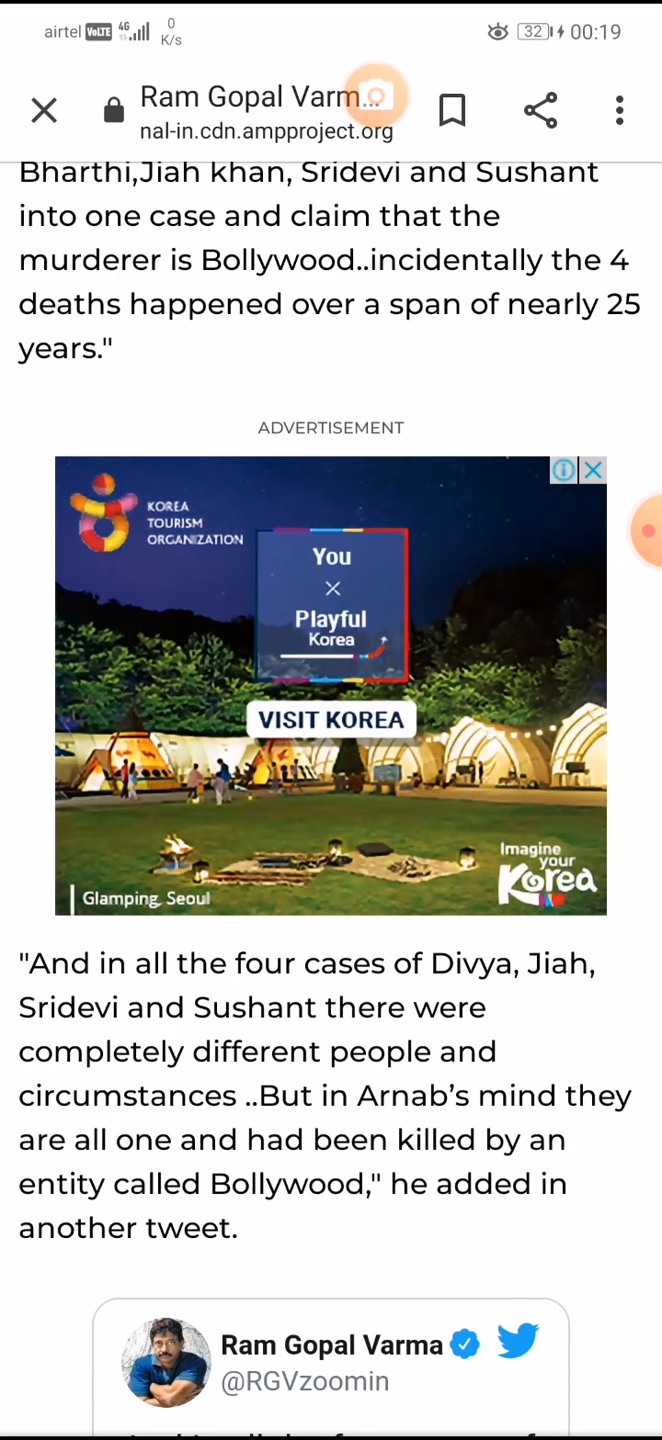 airtel VoLTE 4G 0 K/s 32 00:19
Ram Gopal Varm...
nal-in.cdn.ampproject.org
Bharthi,Jiah khan, Sridevi and Sushant
into one case and claim that the
murderer is Bollywood..incidentally the 4
deaths happened over a span of nearly 25
years."
ADVERTISEMENT
KOREA
TOURISM
ORGANIZATION
You
×
Playful
Korea
VISIT KOREA
Imagine
your
Korea
Glamping, Seoul
"And in all the four cases of Divya, Jiah,
Sridevi and Sushant there were
completely different people and
circumstances ..But in Arnab’s mind they
are all one and had been killed by an
entity called Bollywood," he added in
another tweet.
Ram Gopal Varma
@RGVzoomin